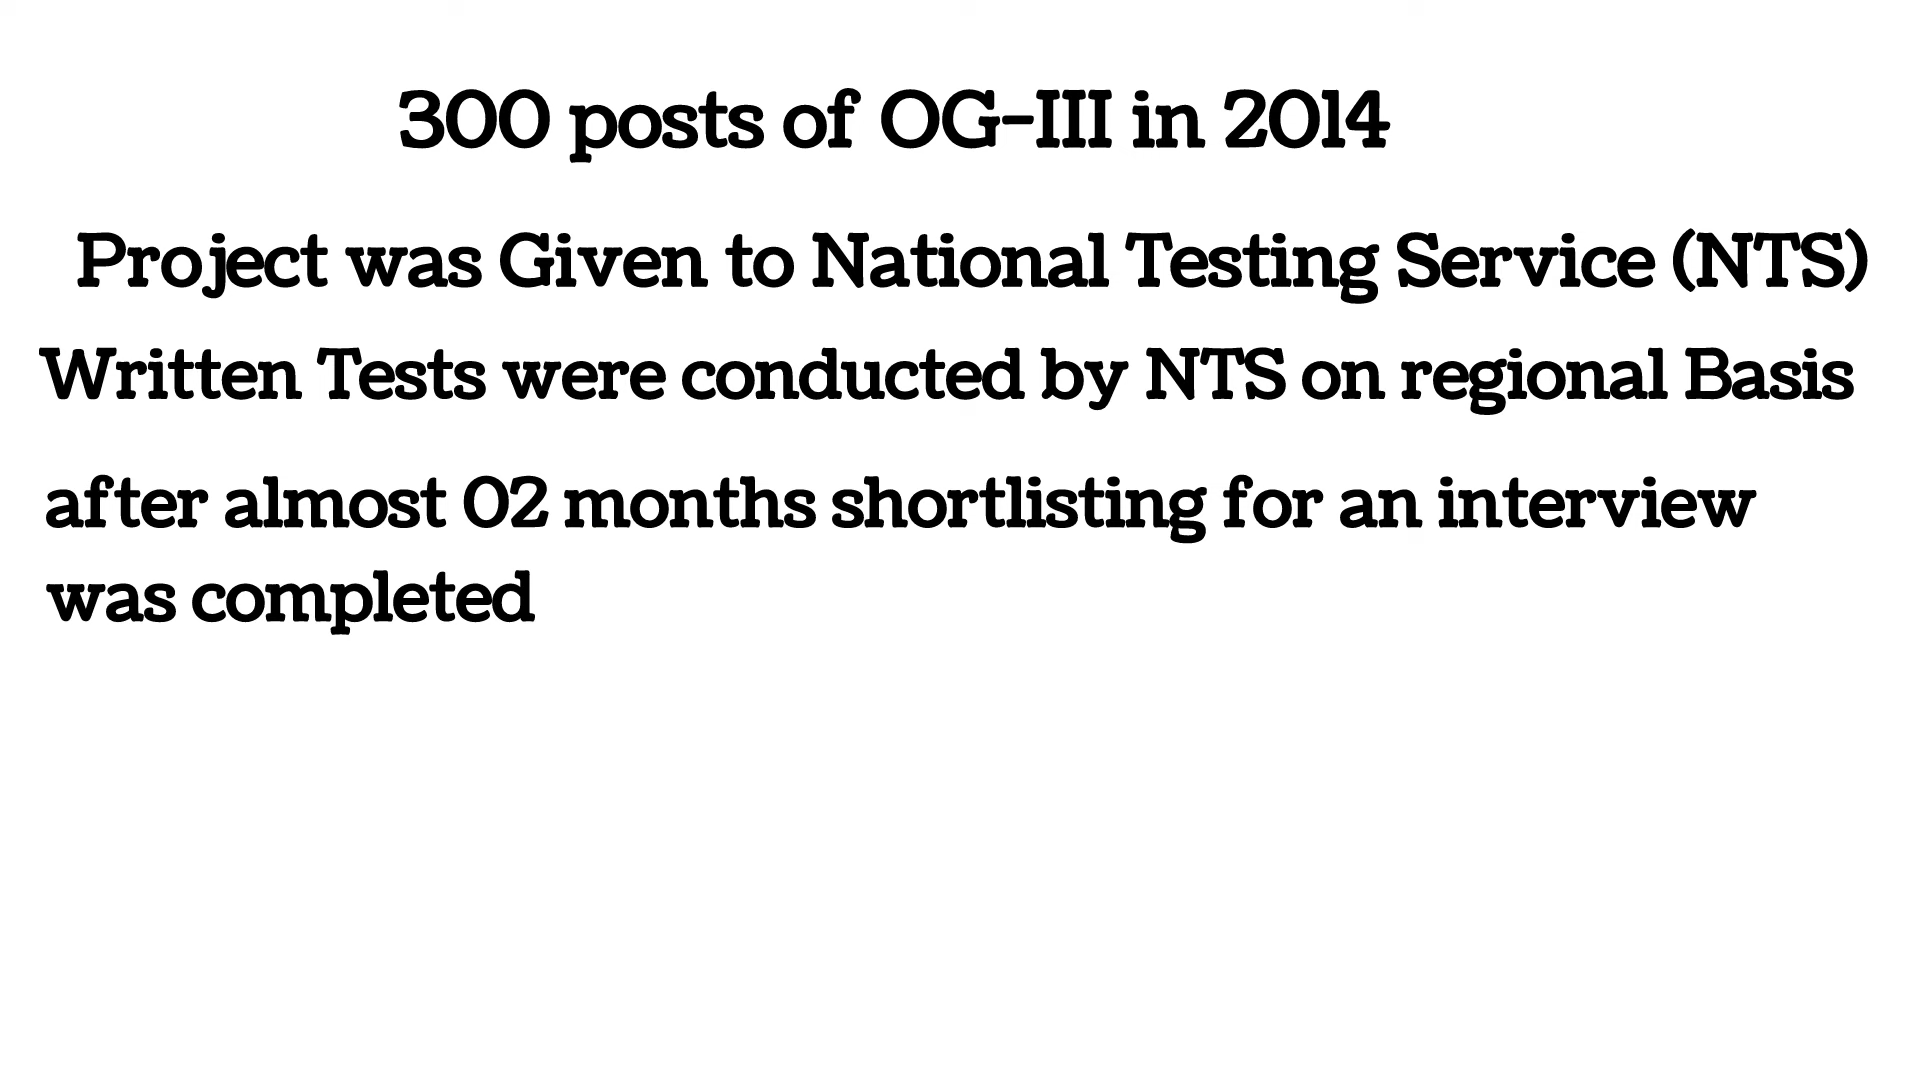 300 posts of OG-III in 2014
Project was Given to National Testing Service (NTS)
Written Tests were conducted by NTS on regional Basis
after almost 02 months shortlisting for an interview
was completed